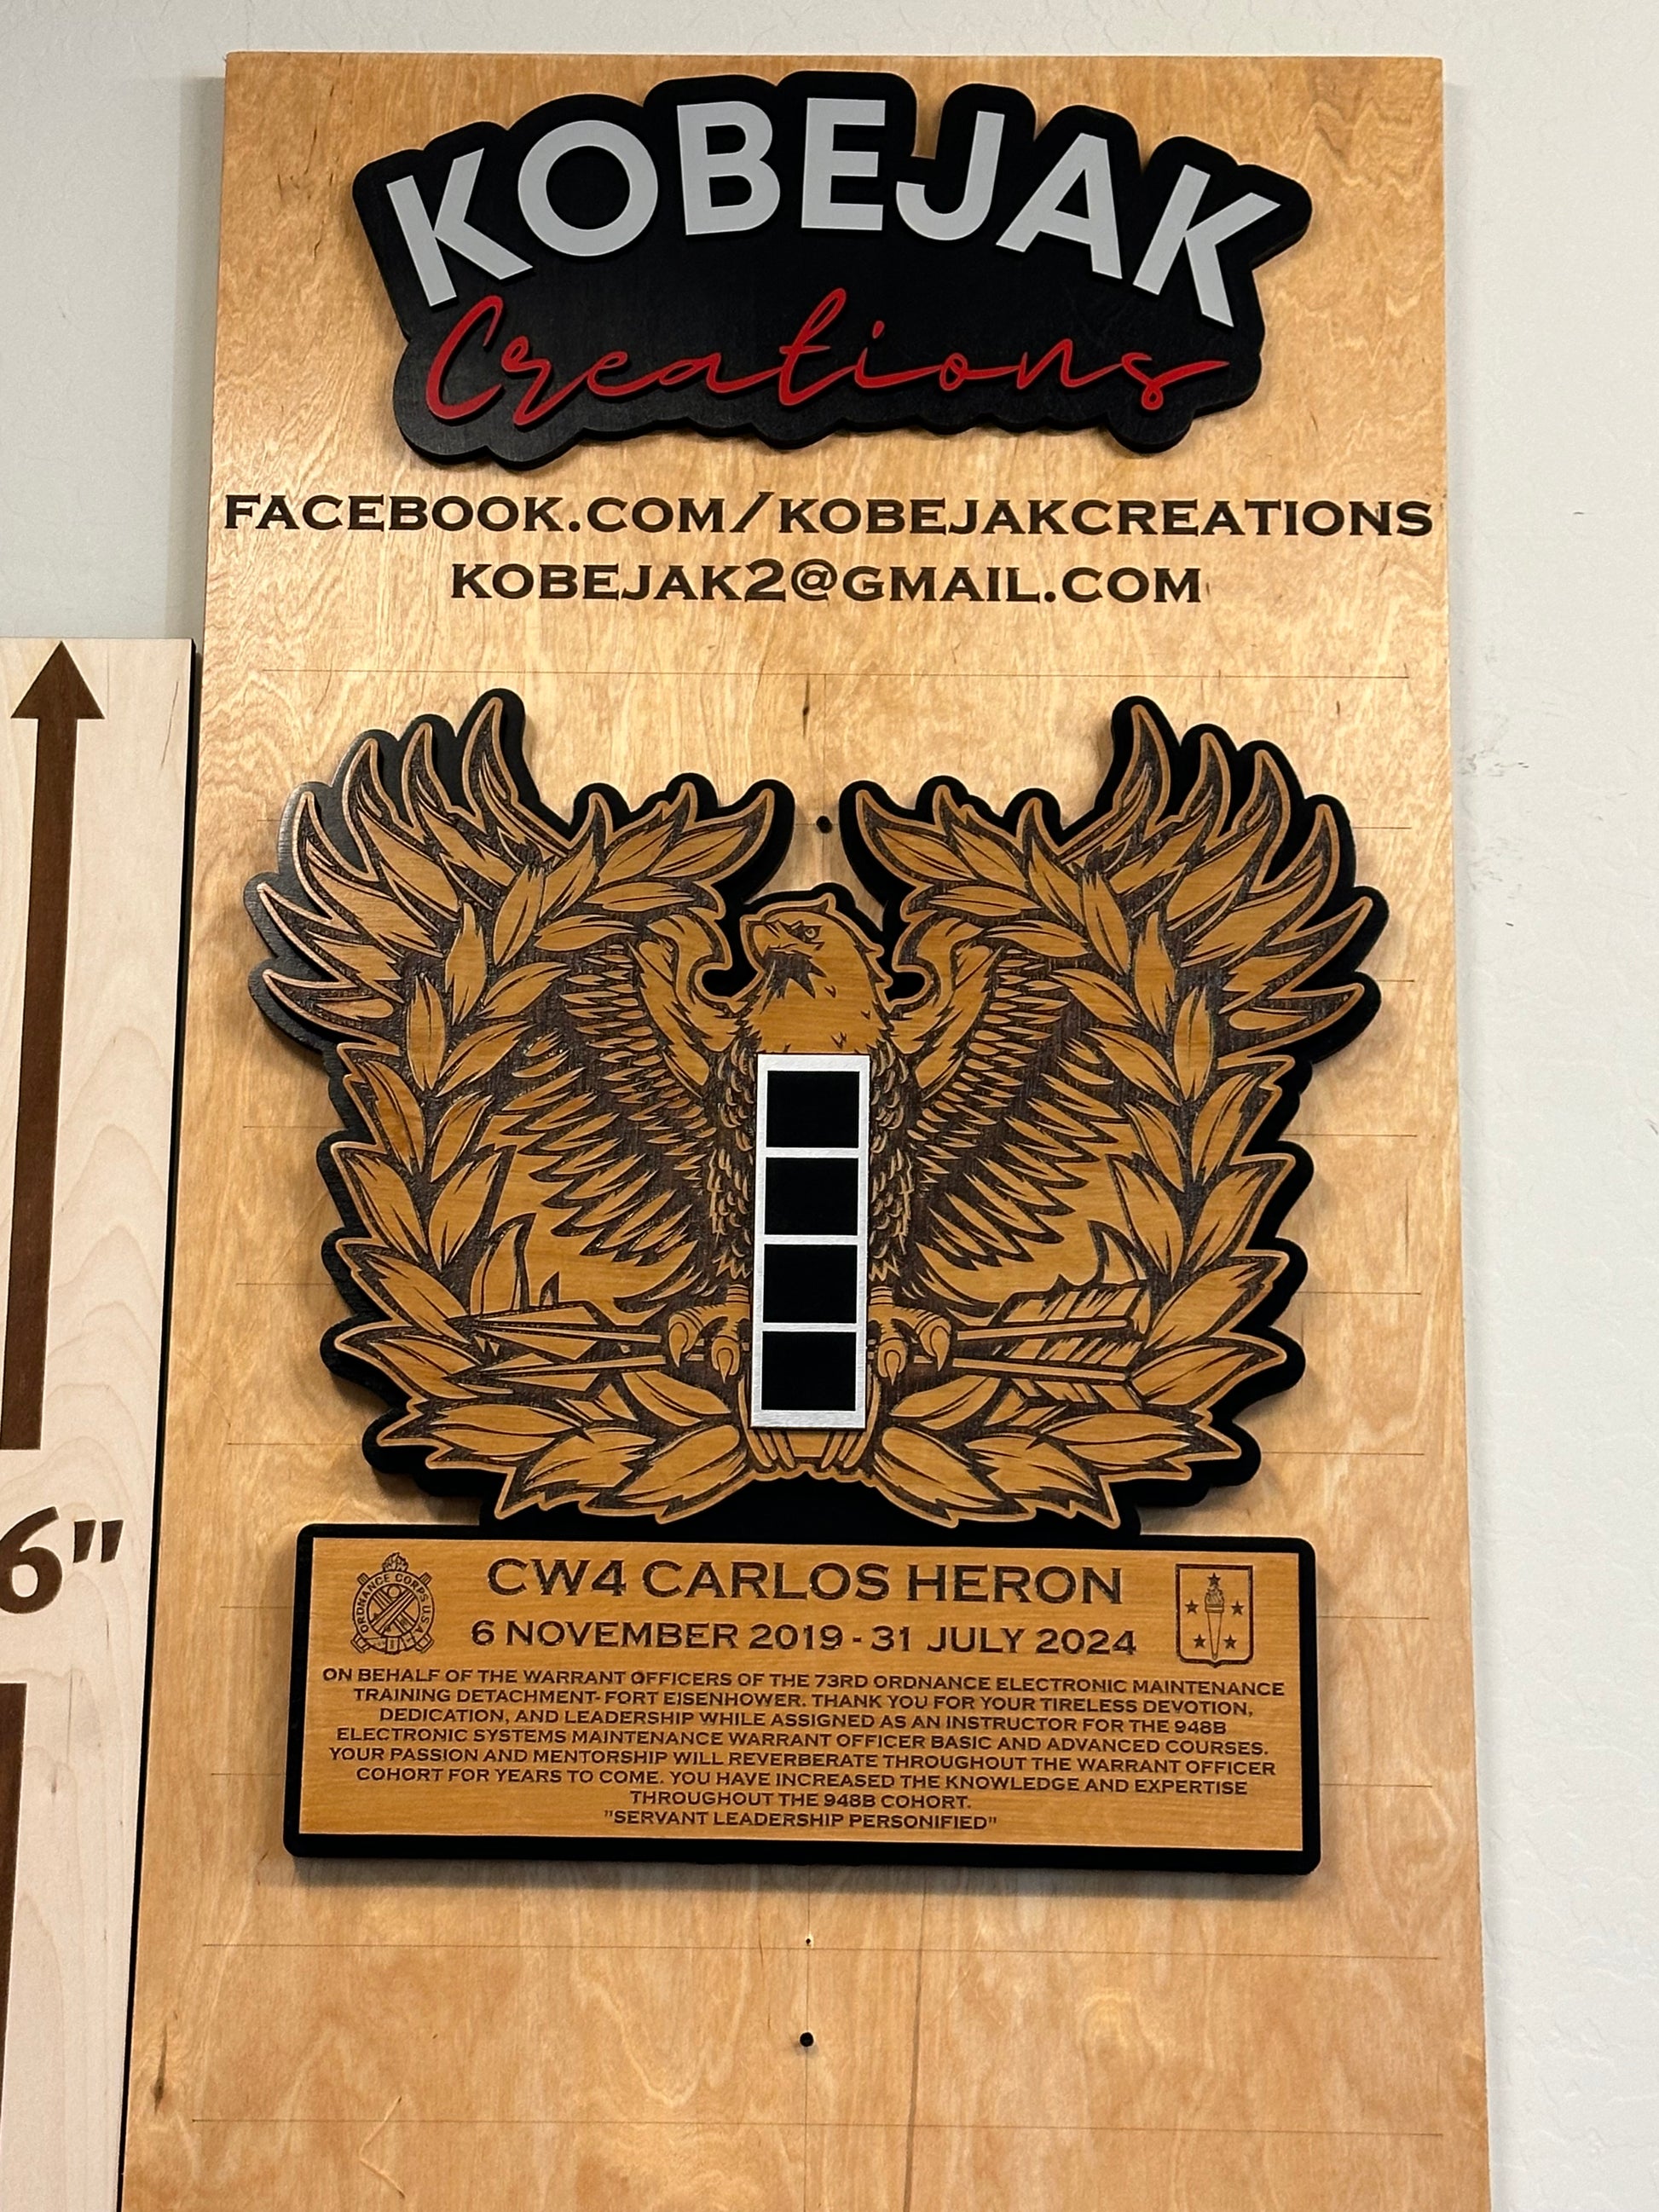 KOBEJAK
Creations
FACEBOOK.COM/KOBEJAKCREATIONS
KOBEJAK2@GMAIL.COM
6"
ORDNANCE CORPS U.S.A.
CW4 CARLOS HERON
6 NOVEMBER 2019 - 31 JULY 2024
ON BEHALF OF THE WARRANT OFFICERS OF THE 73RD ORDNANCE ELECTRONIC MAINTENANCE
TRAINING DETACHMENT- FORT EISENHOWER. THANK YOU FOR YOUR TIRELESS DEVOTION,
DEDICATION, AND LEADERSHIP WHILE ASSIGNED AS AN INSTRUCTOR FOR THE 948B
ELECTRONIC SYSTEMS MAINTENANCE WARRANT OFFICER BASIC AND ADVANCED COURSES.
YOUR PASSION AND MENTORSHIP WILL REVERBERATE THROUGHOUT THE WARRANT OFFICER
COHORT FOR YEARS TO COME. YOU HAVE INCREASED THE KNOWLEDGE AND EXPERTISE
THROUGHOUT THE 948B COHORT.
"SERVANT LEADERSHIP PERSONIFIED"